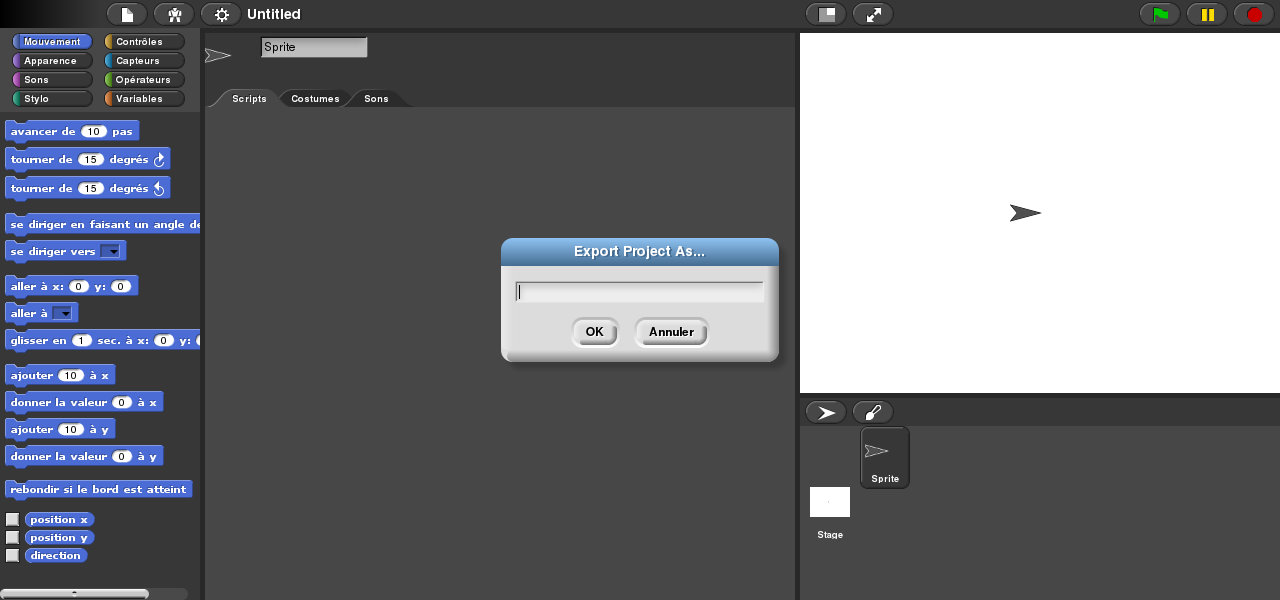 Untitled
Mouvement Contrôles
Apparence Capteurs
Sons Opérateurs
Stylo Variables
avancer de 10 pas
tourner de 15 degrés
tourner de 15 degrés
se diriger en faisant un angle de
se diriger vers
aller à x: 0 y: 0
aller à
glisser en 1 sec. à x: 0 y:
ajouter 10 à x
donner la valeur 0 à x
ajouter 10 à y
donner la valeur 0 à y
rebondir si le bord est atteint
position x
position y
direction
Sprite
Scripts Costumes Sons
Export Project As...
OK Annuler
Sprite
Stage